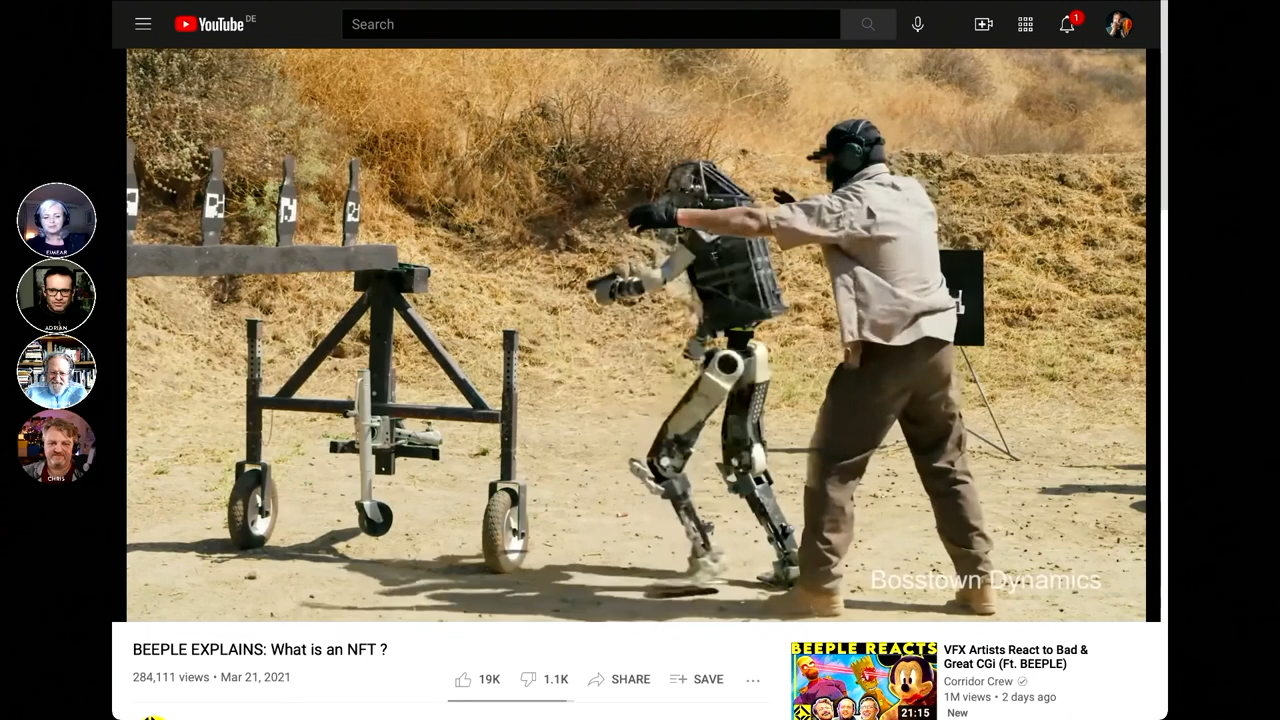 YouTube DE
Search
1
EIMEAR
ADRIAN
CHRIS
Bosstown Dynamics
BEEPLE EXPLAINS: What is an NFT ?
284,111 views • Mar 21, 2021
19K
1.1K
SHARE
SAVE
BEEPLE REACTS
21:15
VFX Artists React to Bad &
Great CGi (Ft. BEEPLE)
Corridor Crew
1M views • 2 days ago
New